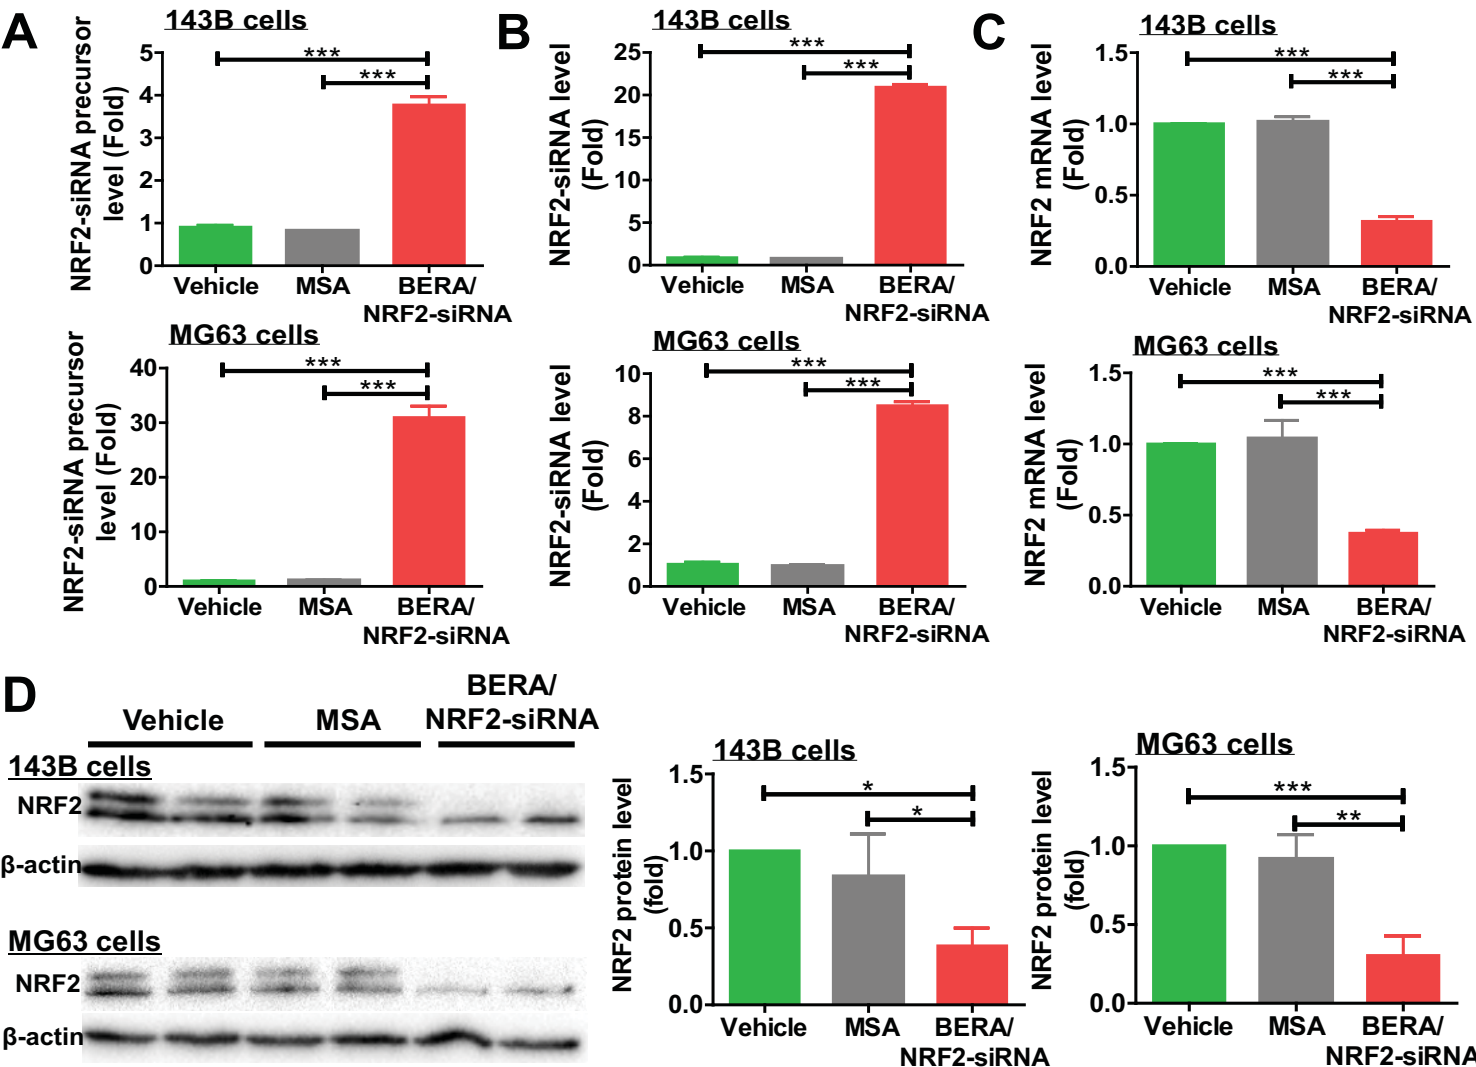 A
143B cells
NRF2-siRNA precursor
level (Fold)
5
4
3
2
1
0
***
***
Vehicle MSA BERA/
NRF2-siRNA
MG63 cells
NRF2-siRNA precursor
level (Fold)
40
30
20
10
0
***
***
Vehicle MSA BERA/
NRF2-siRNA
B
143B cells
NRF2-siRNA level
(Fold)
25
20
15
10
5
0
***
***
Vehicle MSA BERA/
NRF2-siRNA
MG63 cells
NRF2-siRNA level
(Fold)
10
8
6
4
2
0
***
***
Vehicle MSA BERA/
NRF2-siRNA
C
143B cells
NRF2 mRNA level
(Fold)
1.5
1.0
0.5
0.0
***
***
Vehicle MSA BERA/
NRF2-siRNA
MG63 cells
NRF2 mRNA level
(Fold)
1.5
1.0
0.5
0.0
***
***
Vehicle MSA BERA/
NRF2-siRNA
D
Vehicle MSA BERA/
NRF2-siRNA
143B cells
NRF2
β-actin
MG63 cells
NRF2
β-actin
143B cells
NRF2 protein level
(fold)
1.5
1.0
0.5
0.0
*
*
Vehicle MSA BERA/
NRF2-siRNA
MG63 cells
NRF2 protein level
(fold)
1.5
1.0
0.5
0.0
***
**
Vehicle MSA BERA/
NRF2-siRNA